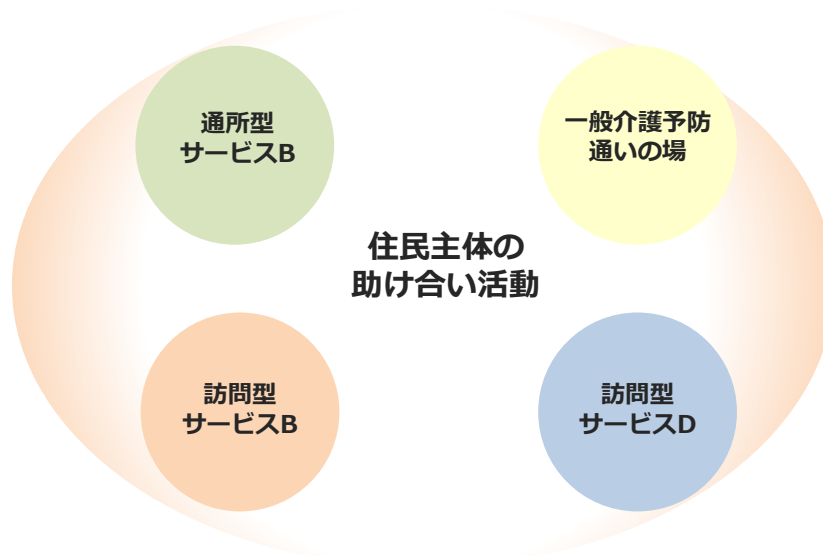 通所型
サービスB
一般介護予防
通いの場
住民主体の
助け合い活動
訪問型
サービスB
訪問型
サービスD